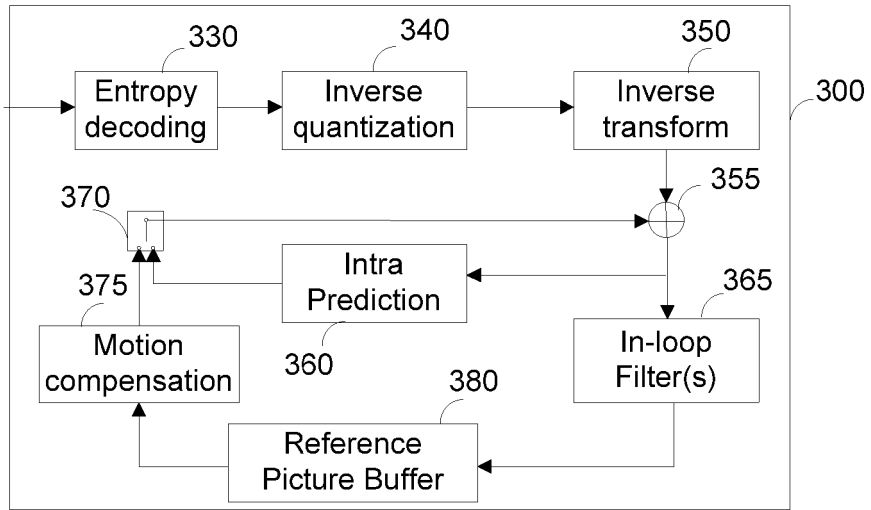 330
340
350
300
Entropy
decoding
Inverse
quantization
Inverse
transform
370
355
375
Intra
Prediction
360
365
Motion
compensation
In-loop
Filter(s)
380
Reference
Picture Buffer